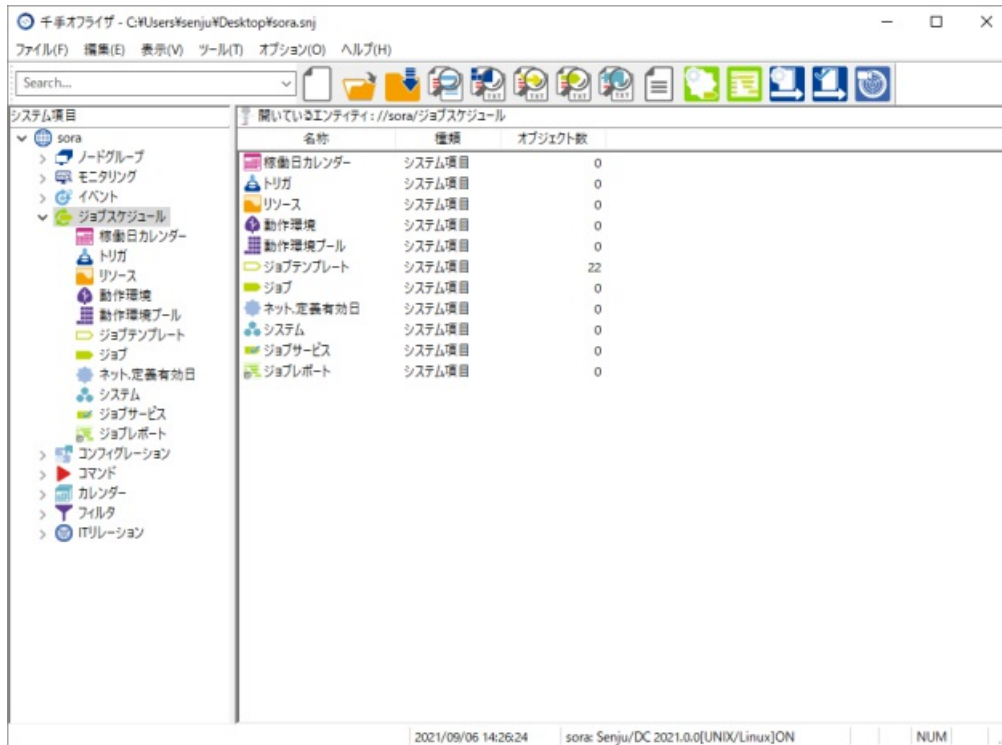 千手オフライザ - C:¥Users¥senju¥Desktop¥sora.snj
ファイル(F) 編集(E) 表示(V) ツール(T) オプション(O) ヘルプ(H)
Search...
システム項目
sora
ノードグループ
モニタリング
イベント
ジョブスケジュール
稼働日カレンダー
トリガ
リソース
動作環境
動作環境プール
ジョブテンプレート
ジョブ
ネット,定義有効日
システム
ジョブサービス
ジョブレポート
コンフィグレーション
コマンド
カレンダー
フィルタ
ITリレーション
開いているエンティティ : //sora/ジョブスケジュール
名称 種類 オブジェクト数
稼働日カレンダー システム項目 0
トリガ システム項目 0
リソース システム項目 0
動作環境 システム項目 0
動作環境プール システム項目 0
ジョブテンプレート システム項目 22
ジョブ システム項目 0
ネット,定義有効日 システム項目 0
システム システム項目 0
ジョブサービス システム項目 0
ジョブレポート システム項目 0
2021/09/06 14:26:24 sora: Senju/DC 2021.0.0[UNIX/Linux]ON NUM